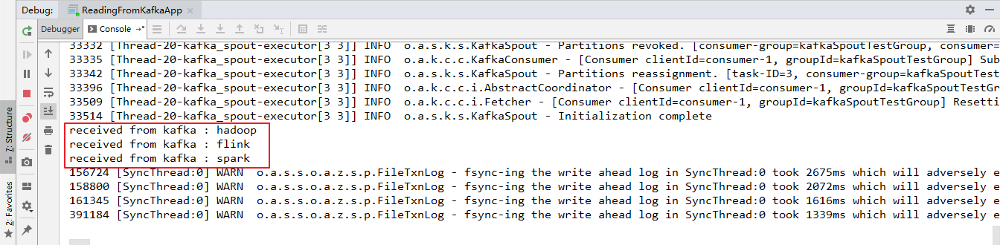 Debug: ReadingFromKafkaApp
Debugger Console
33332 [Thread-20-kafka_spout-executor[3 3]] INFO o.a.s.k.s.KafkaSpout - Partitions revoked. [consumer-group=kafkaSpoutTestGroup, consumer=
33335 [Thread-20-kafka_spout-executor[3 3]] INFO o.a.k.c.c.KafkaConsumer - [Consumer clientId=consumer-1, groupId=kafkaSpoutTestGroup] Sub
33342 [Thread-20-kafka_spout-executor[3 3]] INFO o.a.s.k.s.KafkaSpout - Partitions reassignment. [task-ID=3, consumer-group=kafkaSpoutTest
33396 [Thread-20-kafka_spout-executor[3 3]] INFO o.a.k.c.c.i.AbstractCoordinator - [Consumer clientId=consumer-1, groupId=kafkaSpoutTestG
33509 [Thread-20-kafka_spout-executor[3 3]] INFO o.a.k.c.c.i.Fetcher - [Consumer clientId=consumer-1, groupId=kafkaSpoutTestGroup] Resetti
33514 [Thread-20-kafka_spout-executor[3 3]] INFO o.a.s.k.s.KafkaSpout - Initialization complete
received from kafka : hadoop
received from kafka : flink
received from kafka : spark
156724 [SyncThread:0] WARN o.a.s.s.o.a.z.s.p.FileTxnLog - fsync-ing the write ahead log in SyncThread:0 took 2675ms which will adversely e
158800 [SyncThread:0] WARN o.a.s.s.o.a.z.s.p.FileTxnLog - fsync-ing the write ahead log in SyncThread:0 took 2072ms which will adversely e
161345 [SyncThread:0] WARN o.a.s.s.o.a.z.s.p.FileTxnLog - fsync-ing the write ahead log in SyncThread:0 took 1616ms which will adversely e
391184 [SyncThread:0] WARN o.a.s.s.o.a.z.s.p.FileTxnLog - fsync-ing the write ahead log in SyncThread:0 took 1339ms which will adversely e
7: Structure
2: Favorites